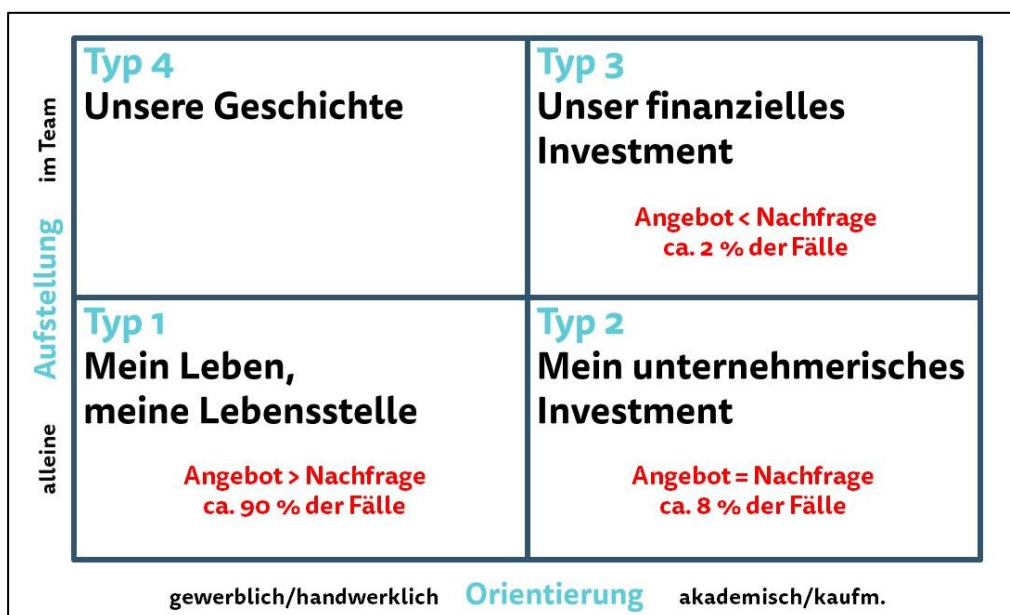 Typ 4
Unsere Geschichte
Typ 3
Unser finanzielles
Investment
Angebot < Nachfrage
ca. 2 % der Fälle
Typ 1
Mein Leben,
meine Lebensstelle
Angebot > Nachfrage
ca. 90 % der Fälle
Typ 2
Mein unternehmerisches
Investment
Angebot = Nachfrage
ca. 8 % der Fälle
alleine Aufstellung im Team
gewerblich/handwerklich Orientierung akademisch/kaufm.